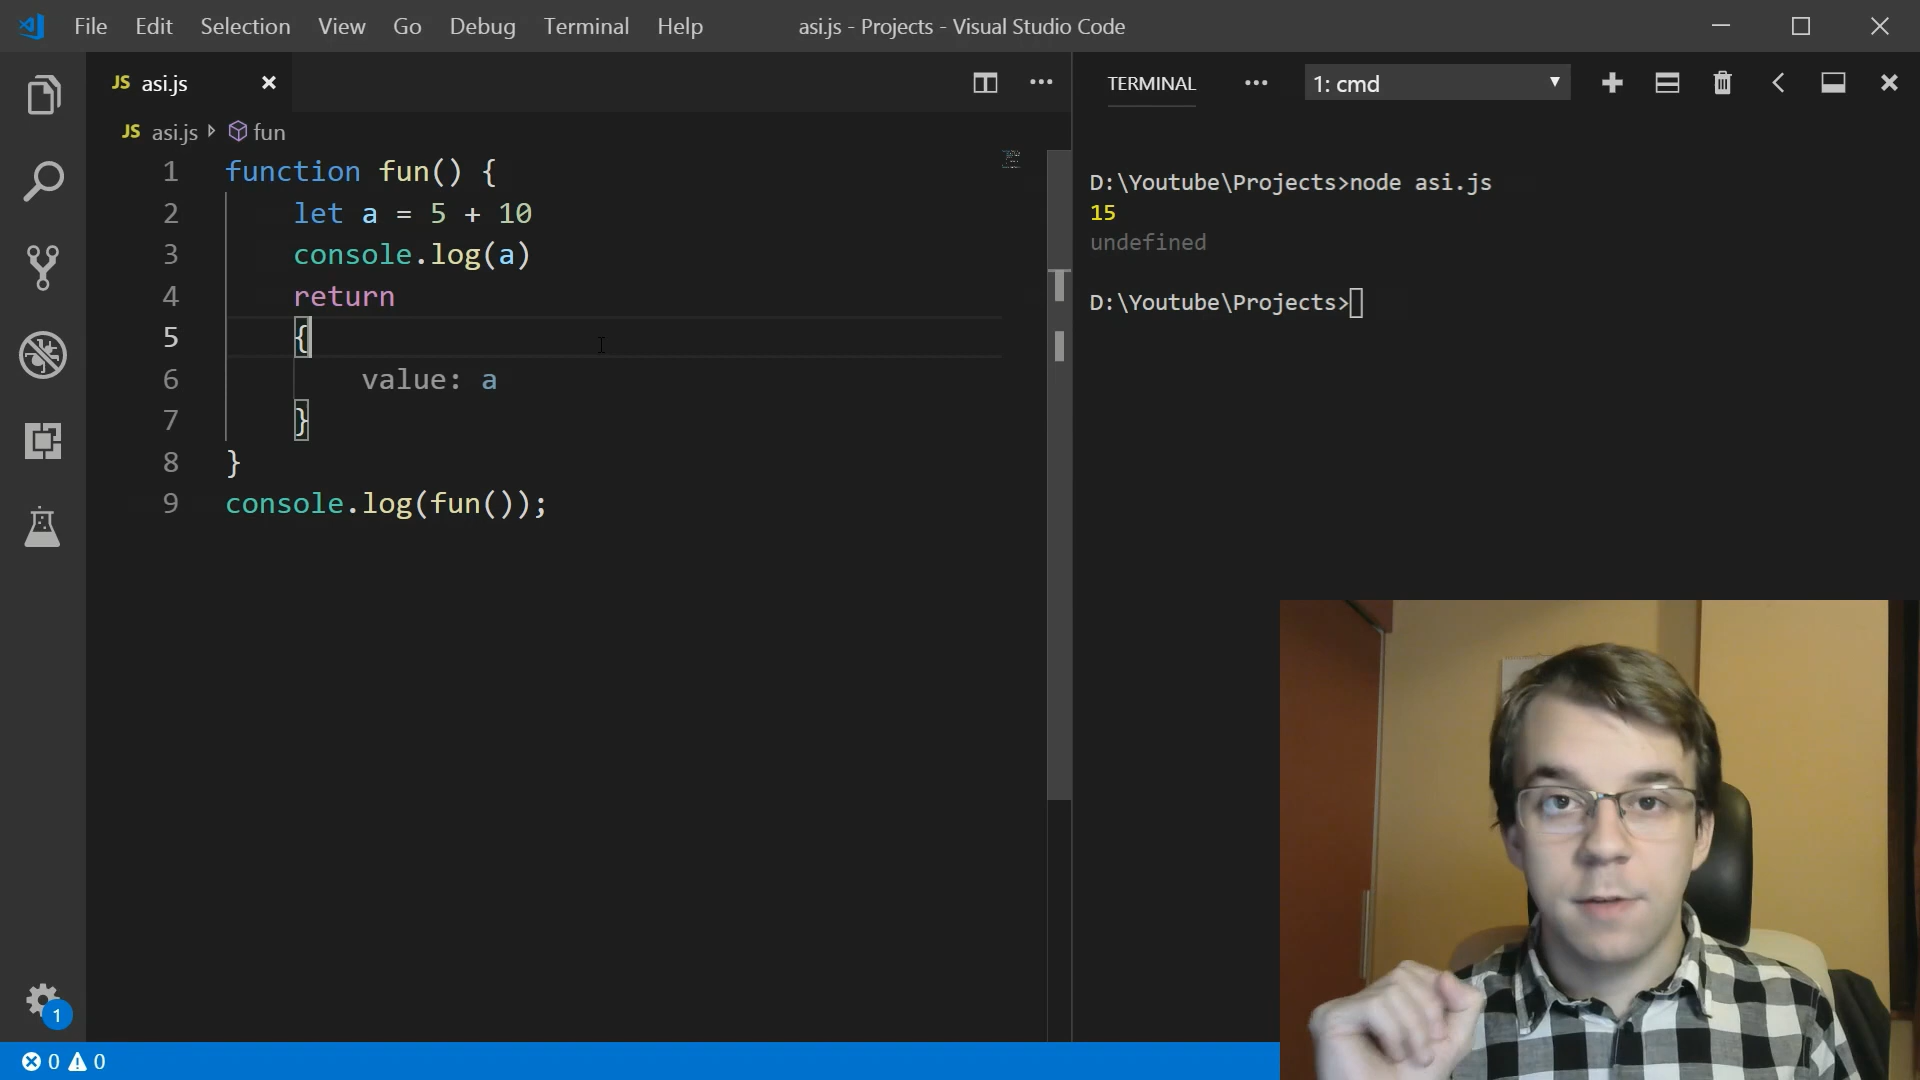 File Edit Selection View Go Debug Terminal Help asi.js - Projects - Visual Studio Code
JS asi.js
JS asi.js fun
1 function fun() {
2 let a = 5 + 10
3 console.log(a)
4 return
5 {
6 value: a
7 }
8 }
9 console.log(fun());
TERMINAL ... 1: cmd
D:\Youtube\Projects>node asi.js
15
undefined
D:\Youtube\Projects>
1
0 0